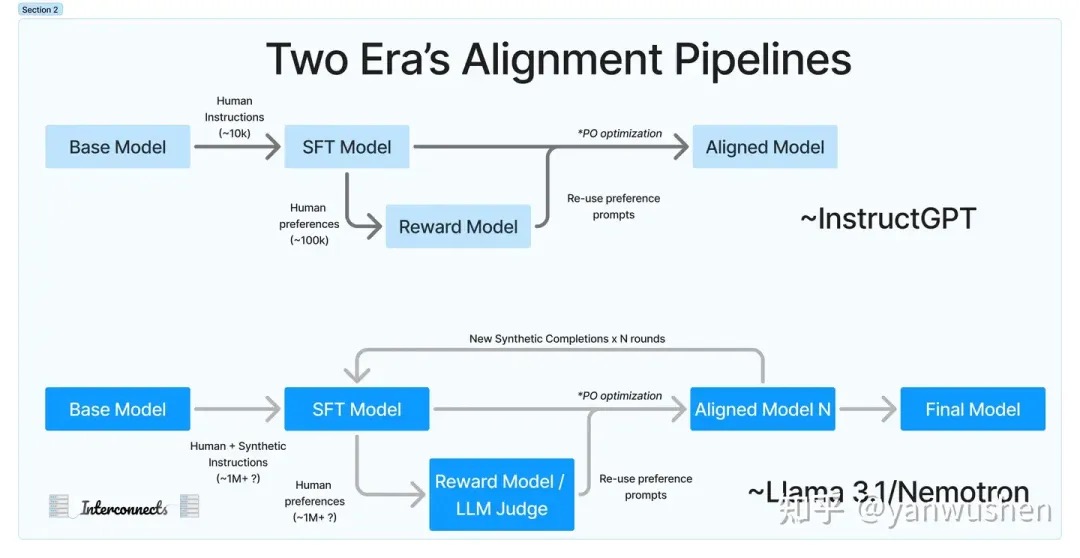 Section 2
Two Era's Alignment Pipelines
Human
Instructions
(~10k)
Base Model
SFT Model
*PO optimization
Aligned Model
Human
preferences
(~100k)
Reward Model
Re-use preference
prompts
~InstructGPT
New Synthetic Completions x N rounds
Base Model
SFT Model
*PO optimization
Aligned Model N
Final Model
Human + Synthetic
Instructions
(~1M+ ?)
Human
preferences
(~1M+ ?)
Reward Model /
LLM Judge
Re-use preference
prompts
~Llama 3.1/Nemotron
Interconnects
知乎 @yanwushen